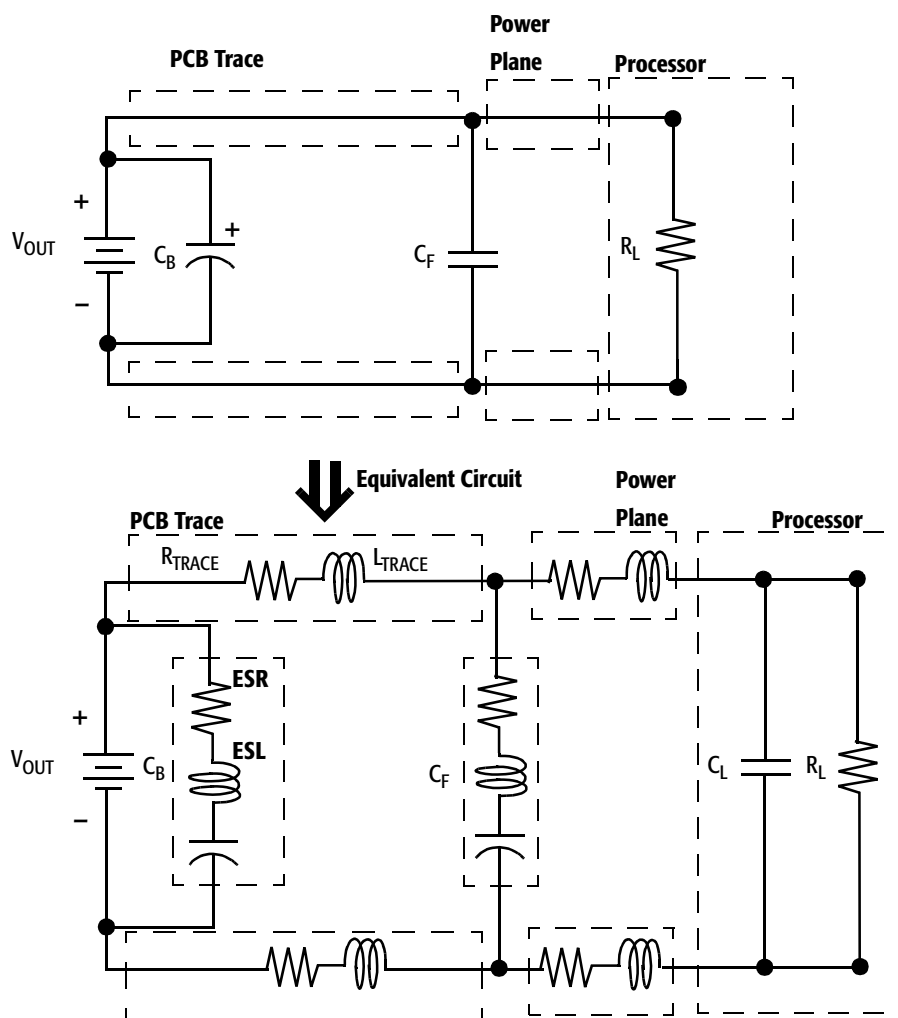 Power
Plane
PCB Trace
Processor
+
V_OUT
C_B
+
C_F
R_L
–
Equivalent Circuit
Power
Plane
PCB Trace
Processor
R_TRACE
L_TRACE
ESR
+
ESL
V_OUT
C_B
C_F
C_L
R_L
–